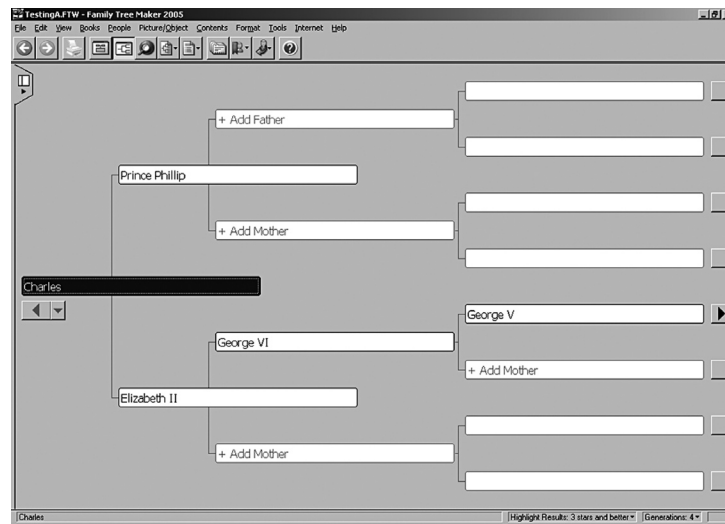 TestingA.FTW - Family Tree Maker 2005
File Edit View Books People Picture/Object Contents Format Tools Internet Help
+ Add Father
Prince Phillip
+ Add Mother
Charles
George V
George VI
+ Add Mother
Elizabeth II
+ Add Mother
Charles
Highlight Results: 3 stars and better
Generations: 4